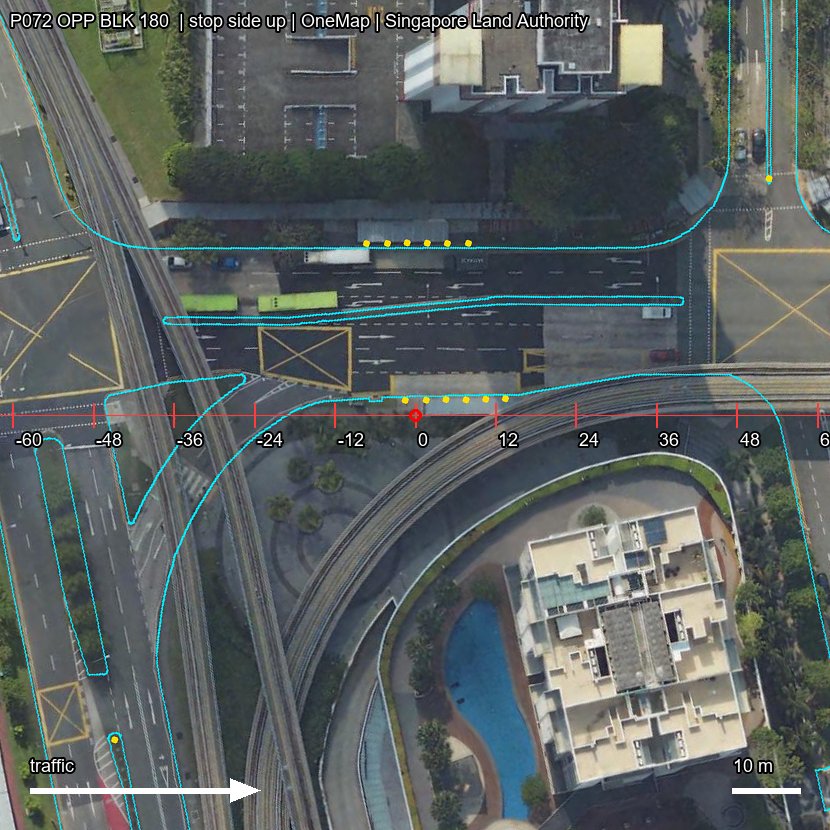 P072 OPP BLK 180 | stop side up | OneMap | Singapore Land Authority
-60 -48 -36 -24 -12 0 12 24 36 48 6
traffic 10 m